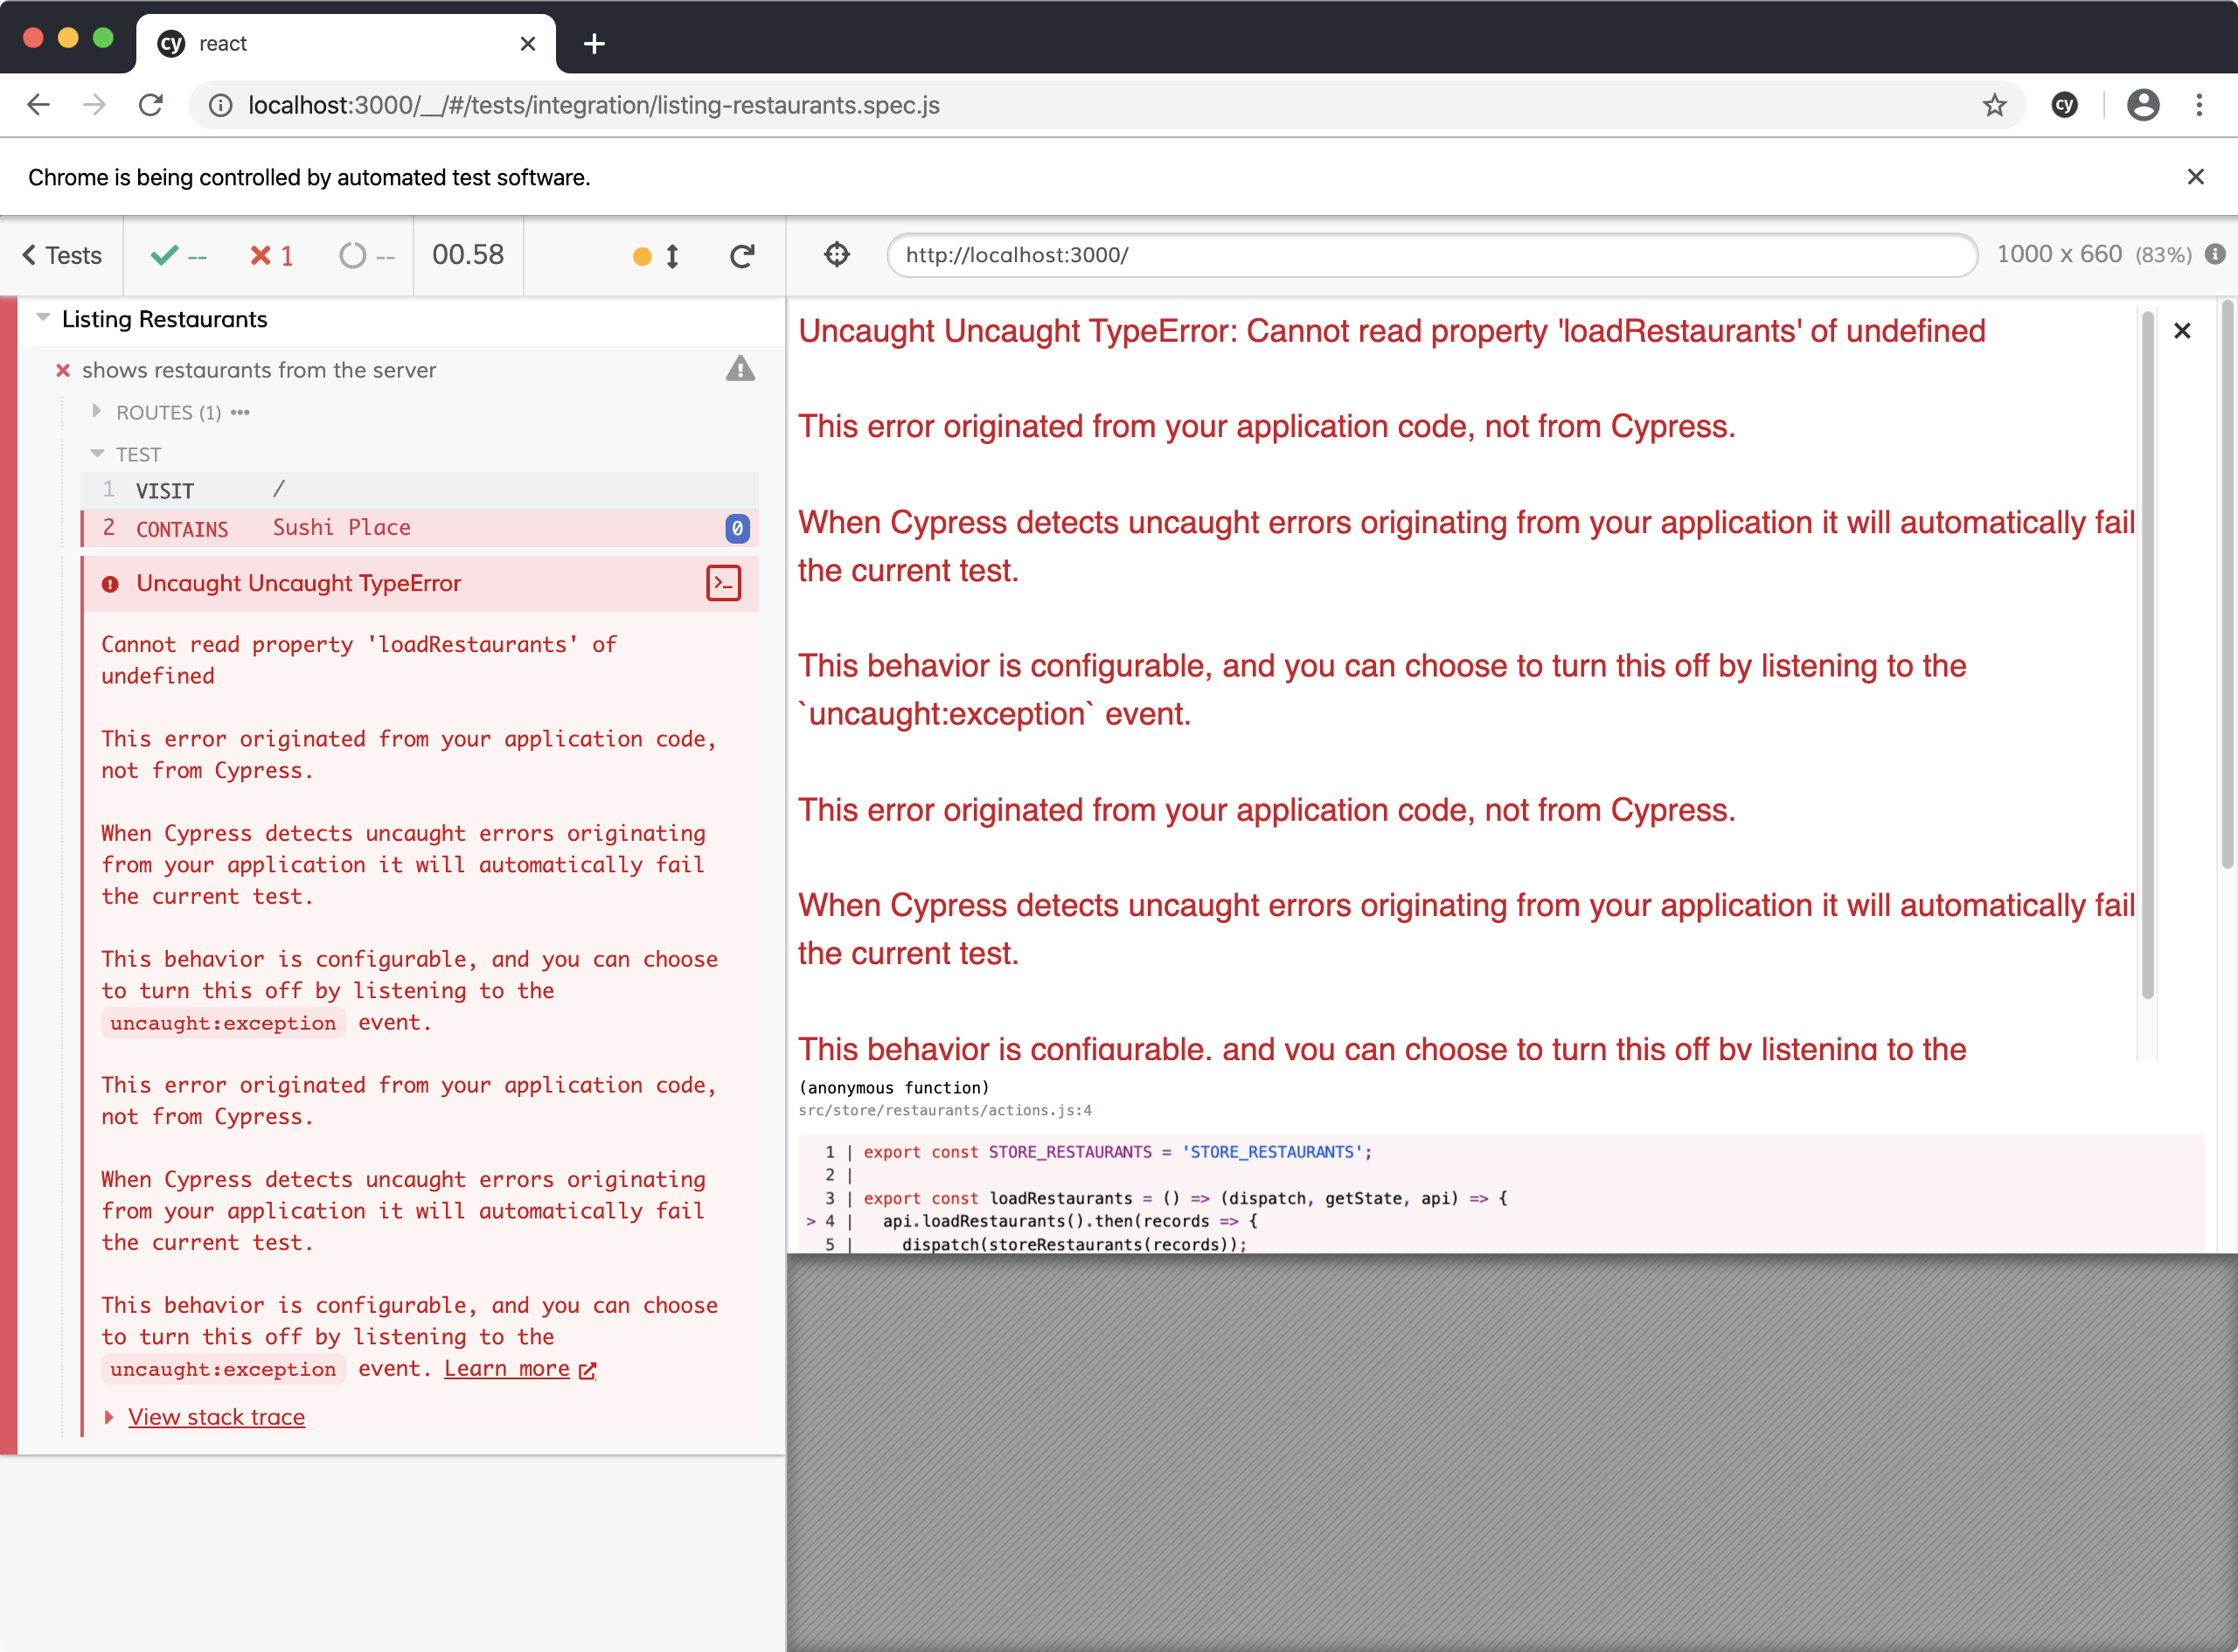 cy react
localhost:3000/__/#/tests/integration/listing-restaurants.spec.js
cy
Chrome is being controlled by automated test software.
Tests
--
1
--
00.58
http://localhost:3000/
1000 x 660 (83%)
Listing Restaurants
shows restaurants from the server
ROUTES (1) •••
TEST
1 VISIT /
2 CONTAINS Sushi Place 0
Uncaught Uncaught TypeError
Cannot read property 'loadRestaurants' of
undefined
This error originated from your application code,
not from Cypress.
When Cypress detects uncaught errors originating
from your application it will automatically fail
the current test.
This behavior is configurable, and you can choose
to turn this off by listening to the
uncaught:exception event.
This error originated from your application code,
not from Cypress.
When Cypress detects uncaught errors originating
from your application it will automatically fail
the current test.
This behavior is configurable, and you can choose
to turn this off by listening to the
uncaught:exception event. Learn more
View stack trace
Uncaught Uncaught TypeError: Cannot read property 'loadRestaurants' of undefined
This error originated from your application code, not from Cypress.
When Cypress detects uncaught errors originating from your application it will automatically fail
the current test.
This behavior is configurable, and you can choose to turn this off by listening to the
`uncaught:exception` event.
This error originated from your application code, not from Cypress.
When Cypress detects uncaught errors originating from your application it will automatically fail
the current test.
This behavior is configurable, and you can choose to turn this off by listening to the
(anonymous function)
src/store/restaurants/actions.js:4
1 | export const STORE_RESTAURANTS = 'STORE_RESTAURANTS';
2 |
3 | export const loadRestaurants = () => (dispatch, getState, api) => {
> 4 | api.loadRestaurants().then(records => {
5 | dispatch(storeRestaurants(records));